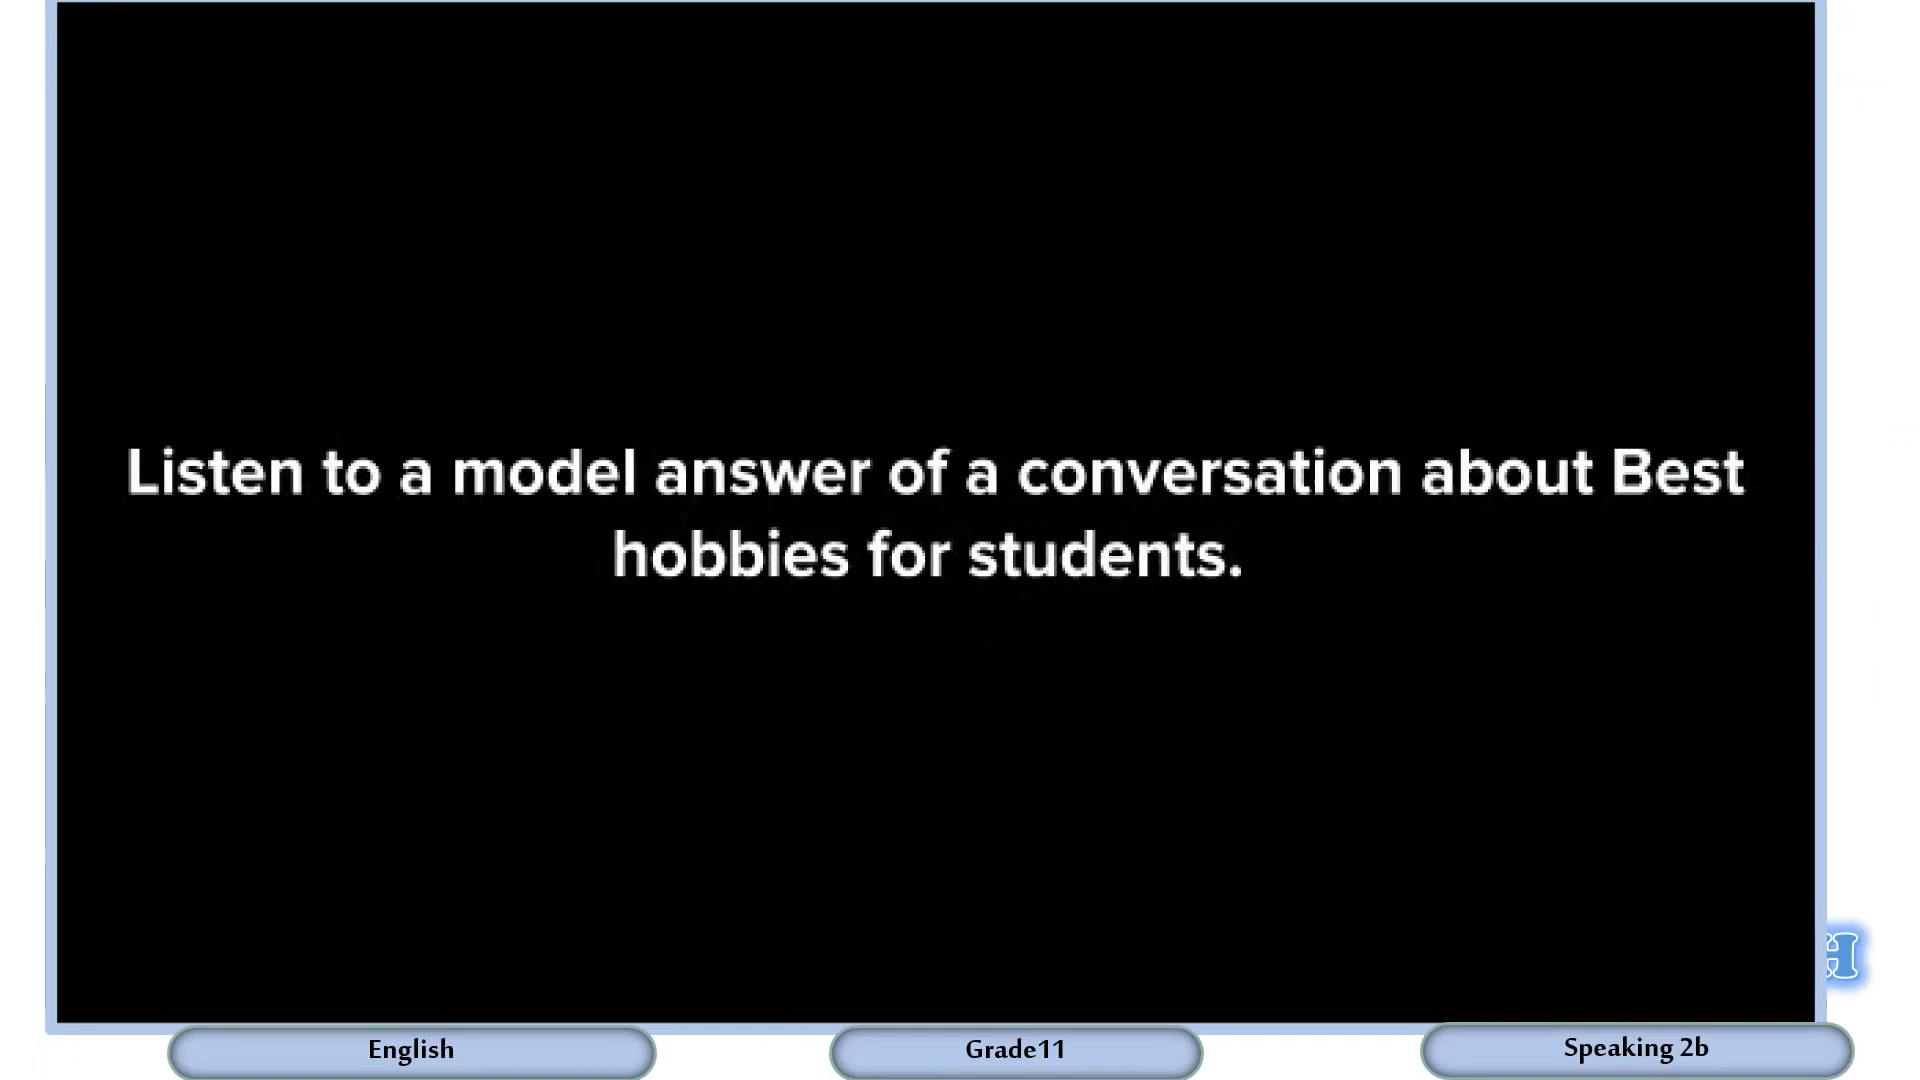 Listen to a model answer of a conversation about Best
hobbies for students.
H
English
Grade11
Speaking 2b